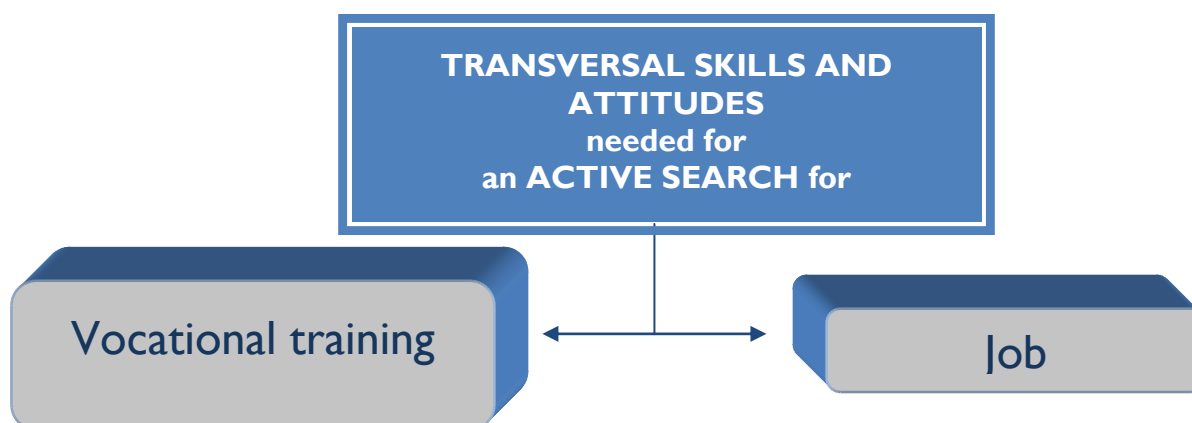 TRANSVERSAL SKILLS AND
ATTITUDES
needed for
an ACTIVE SEARCH for
Vocational training
Job